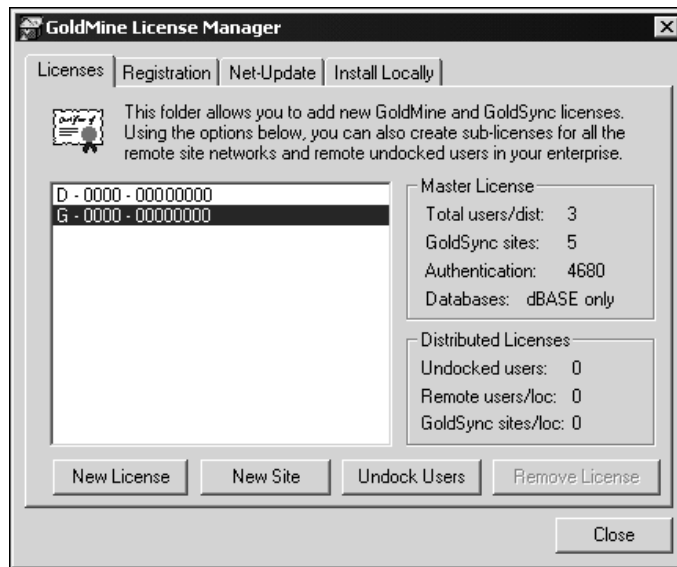 GoldMine License Manager
Licenses Registration Net-Update Install Locally
This folder allows you to add new GoldMine and GoldSync licenses.
Using the options below, you can also create sub-licenses for all the
remote site networks and remote undocked users in your enterprise.
D - 0000 - 00000000
G - 0000 - 00000000
Master License
Total users/dist: 3
GoldSync sites: 5
Authentication: 4680
Databases: dBASE only
Distributed Licenses
Undocked users: 0
Remote users/loc: 0
GoldSync sites/loc: 0
New License New Site Undock Users Remove License
Close